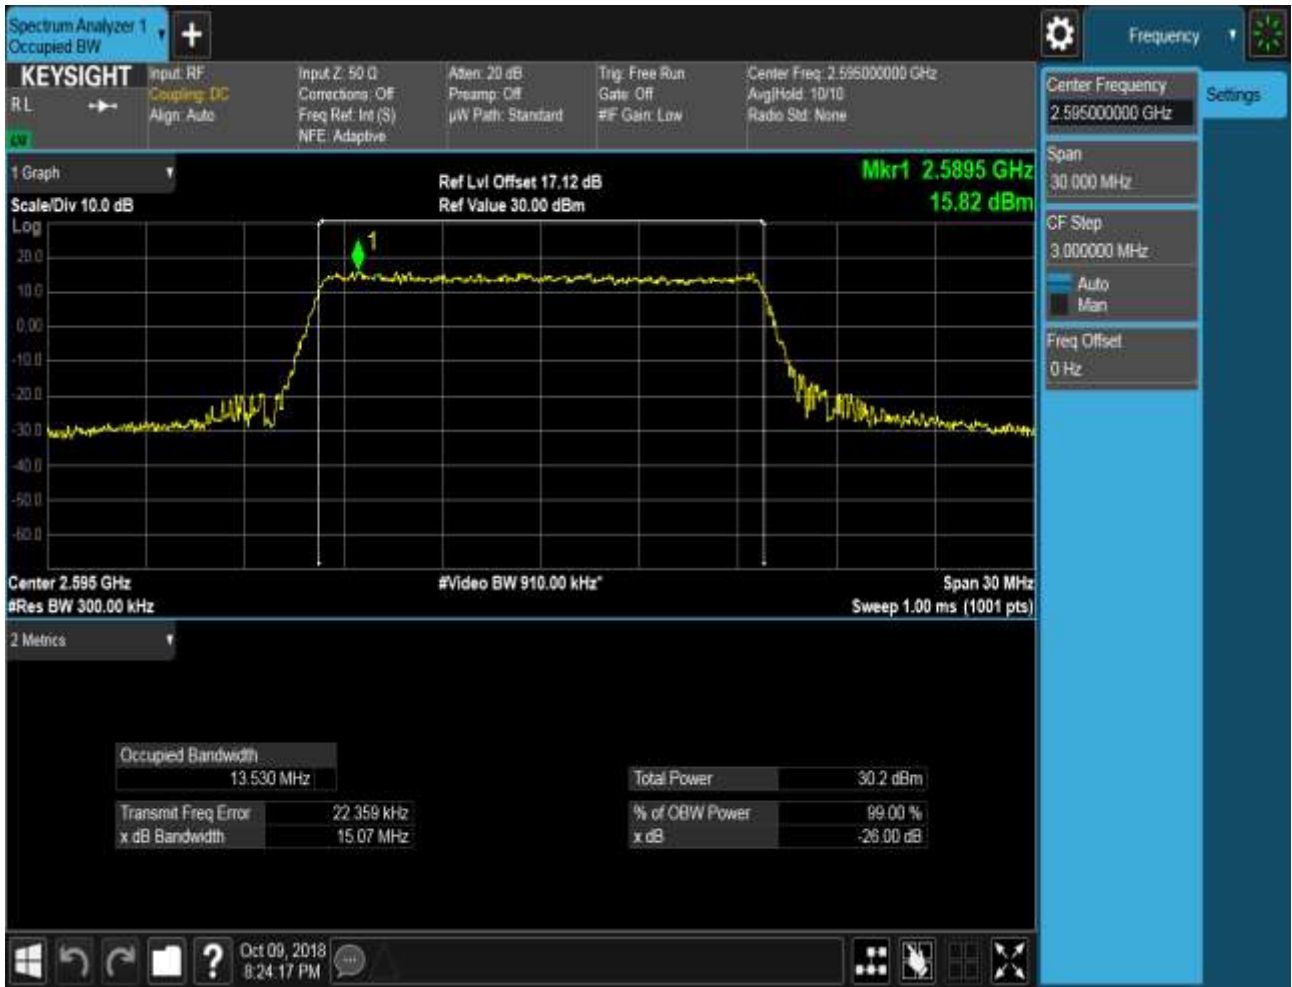 Spectrum Analyzer 1
Occupied BW
Frequency
KEYSIGHT
R L
LXI
Input: RF
Coupling: DC
Align: Auto
Input Z: 50 Ω
Corrections: Off
Freq Ref: Int (S)
NFE: Adaptive
Atten: 20 dB
Preamp: Off
µW Path: Standard
Trig: Free Run
Gate: Off
#IF Gain: Low
Center Freq: 2.595000000 GHz
Avg|Hold: 10/10
Radio Std: None
Center Frequency
2.595000000 GHz
Settings
Span
30.000 MHz
CF Step
3.000000 MHz
Auto
Man
Freq Offset
0 Hz
1 Graph
Scale/Div 10.0 dB
Ref Lvl Offset 17.12 dB
Ref Value 30.00 dBm
Mkr1 2.5895 GHz
15.82 dBm
Log
1
20.0
10.0
0.00
-10.0
-20.0
-30.0
-40.0
-50.0
-60.0
Center 2.595 GHz
#Video BW 910.00 kHz*
Span 30 MHz
#Res BW 300.00 kHz
Sweep 1.00 ms (1001 pts)
2 Metrics
Occupied Bandwidth
13.530 MHz
Total Power 30.2 dBm
Transmit Freq Error 22.359 kHz
% of OBW Power 99.00 %
x dB Bandwidth 15.07 MHz
x dB -26.00 dB
?
Oct 09, 2018
8:24:17 PM